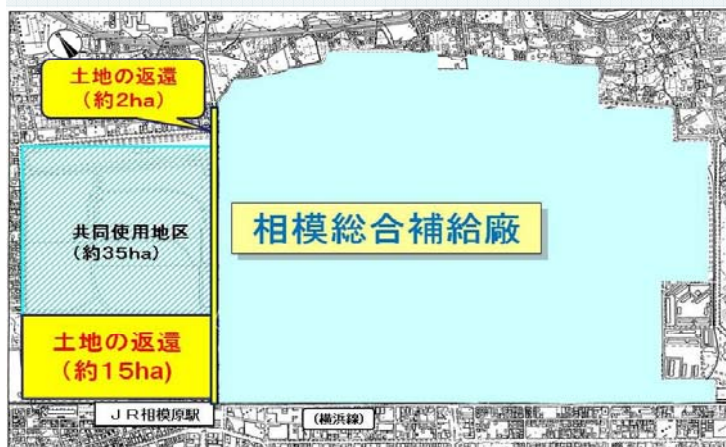 土地の返還
(約2ha)
相模総合補給廠
共同使用地区
(約35ha)
土地の返還
(約15ha)
JR相模原駅
(横浜線)